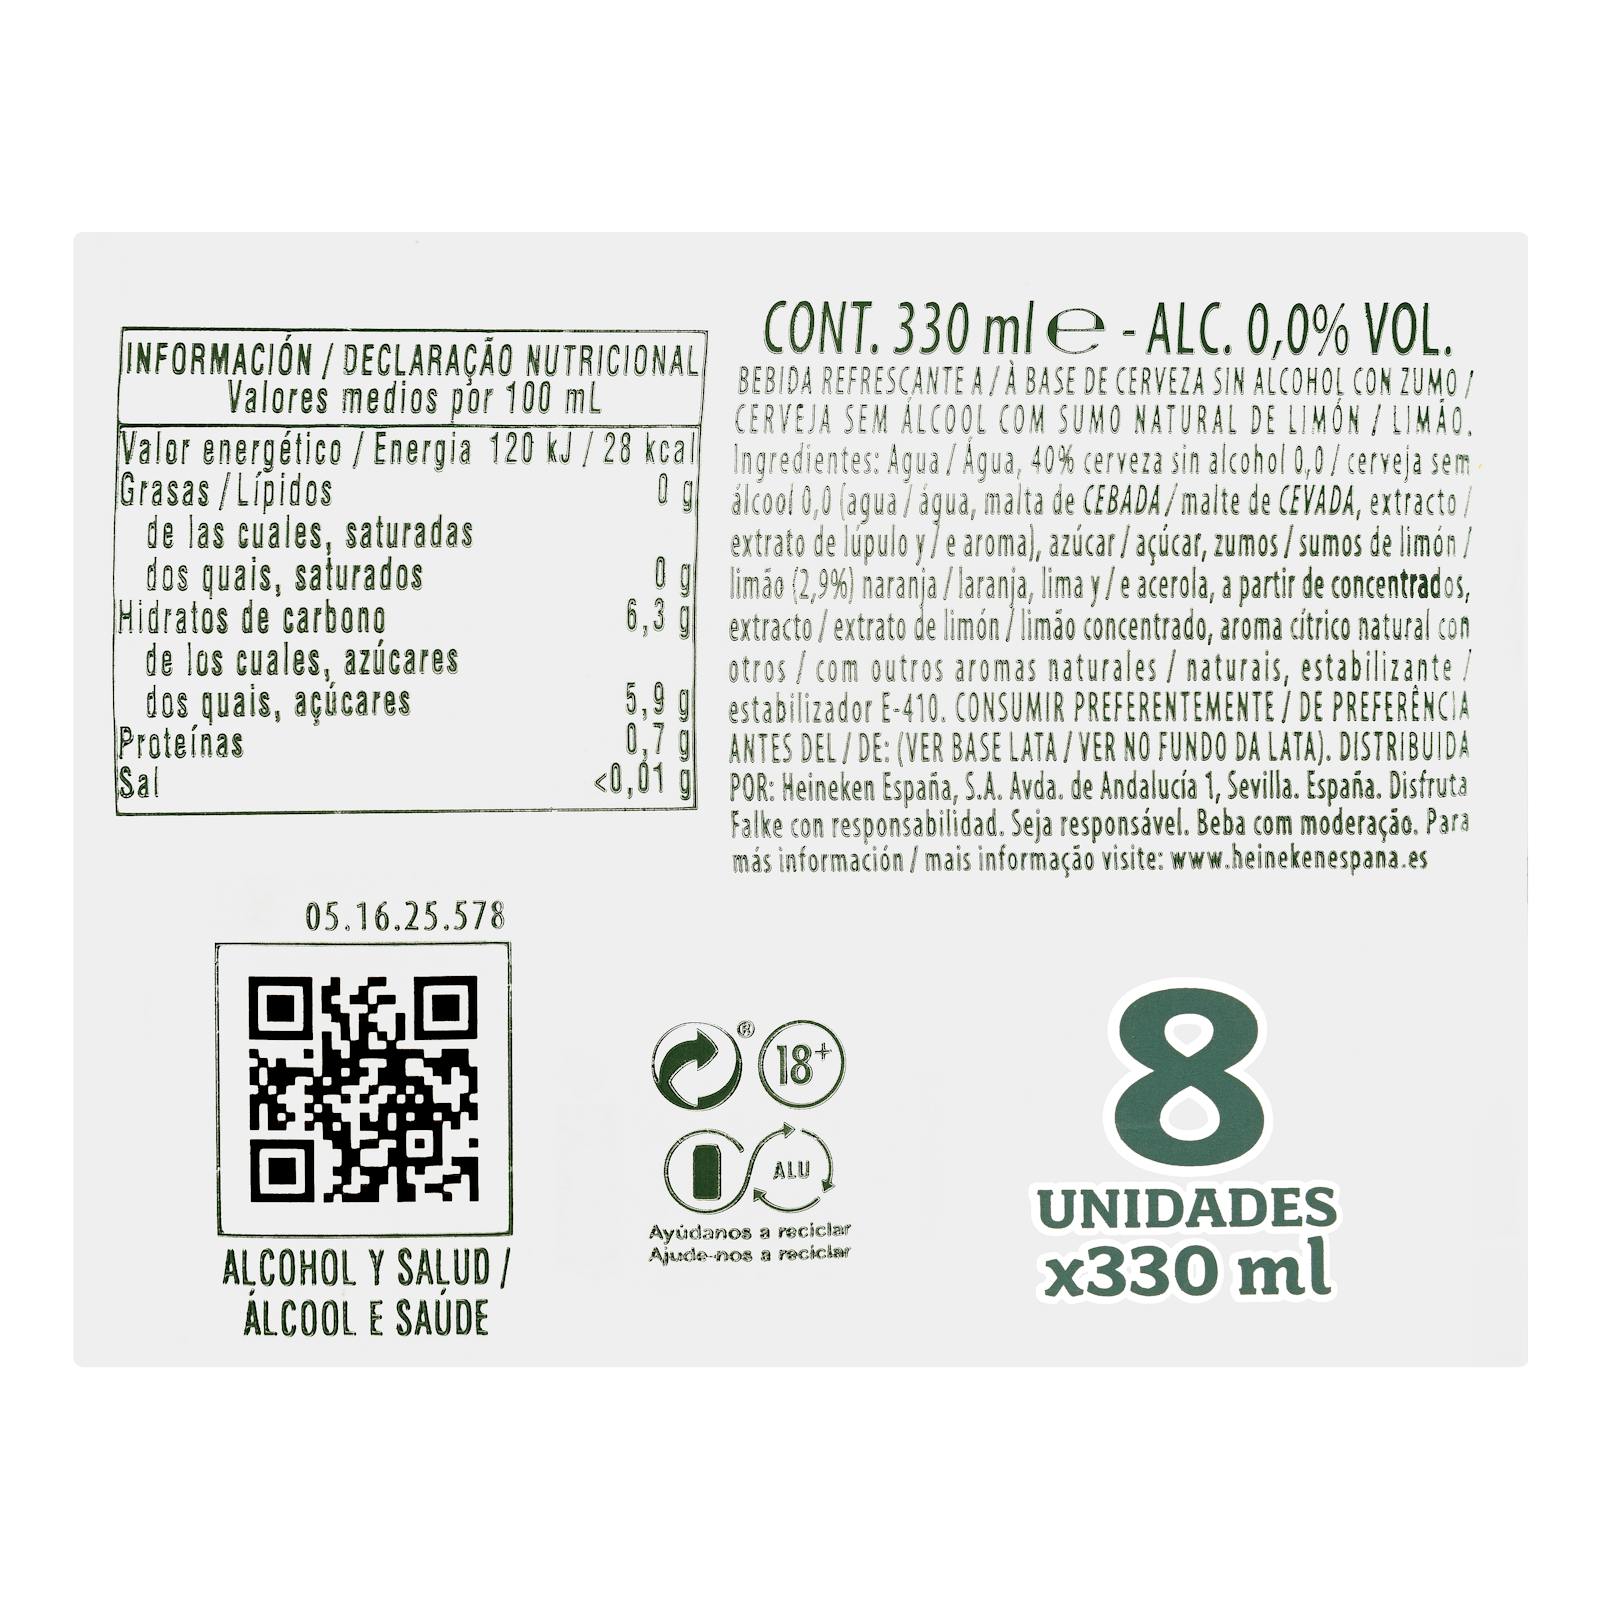 INFORMACIÓN / DECLARAÇÃO NUTRICIONAL
Valores medios por 100 mL
Valor energético / Energia 120 kJ / 28 kcal
Grasas / Lípidos 0 g
de las cuales, saturadas
dos quais, saturados 0 g
Hidratos de carbono 6,3 g
de los cuales, azúcares
dos quais, açúcares 5,9 g
Proteínas 0,7 g
Sal <0,01 g
CONT. 330 ml ℮ - ALC. 0,0% VOL.
BEBIDA REFRESCANTE A / À BASE DE CERVEZA SIN ALCOHOL CON ZUMO /
CERVEJA SEM ÁLCOOL COM SUMO NATURAL DE LIMÓN / LIMÃO.
Ingredientes: Agua / Água, 40% cerveza sin alcohol 0,0 / cerveja sem
álcool 0,0 (agua / água, malta de CEBADA / malte de CEVADA, extracto /
extrato de lúpulo y / e aroma), azúcar / açúcar, zumos / sumos de limón /
limão (2,9%) naranja / laranja, lima y / e acerola, a partir de concentrados,
extracto / extrato de limón / limão concentrado, aroma cítrico natural con
otros / com outros aromas naturales / naturais, estabilizante /
estabilizador E-410. CONSUMIR PREFERENTEMENTE / DE PREFERÊNCIA
ANTES DEL / DE: (VER BASE LATA / VER NO FUNDO DA LATA). DISTRIBUIDA
POR: Heineken España, S.A. Avda. de Andalucía 1, Sevilla. España. Disfruta
Falke con responsabilidad. Seja responsável. Beba com moderação. Para
más información / mais informação visite: www.heinekenespana.es
05.16.25.578
ALCOHOL Y SALUD /
ÁLCOOL E SAÚDE
®
18+
ALU
Ayúdanos a reciclar
Ajude-nos a reciclar
8
UNIDADES
x330 ml